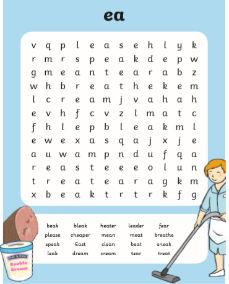 ea
v q p l e a s e h l y k
r m r s p e a k d e p w
g m e a n t e a r a b z
w h b r e a t h e k e m
l c r e a m j v a h a h
e v h f c v z l m a t c
f h l e p b l e a k m l
e w e x a s q a j x j e
a u w a m p n d u f q a
r e a s t e e e o l u n
t r e a t e a r a g k m
x b e a k t r t r k f g
beak bleak heater leader fear
please cheaper mean meat breathe
speak East clean beat sneak
leak dream cream tear treat
Double
Cream